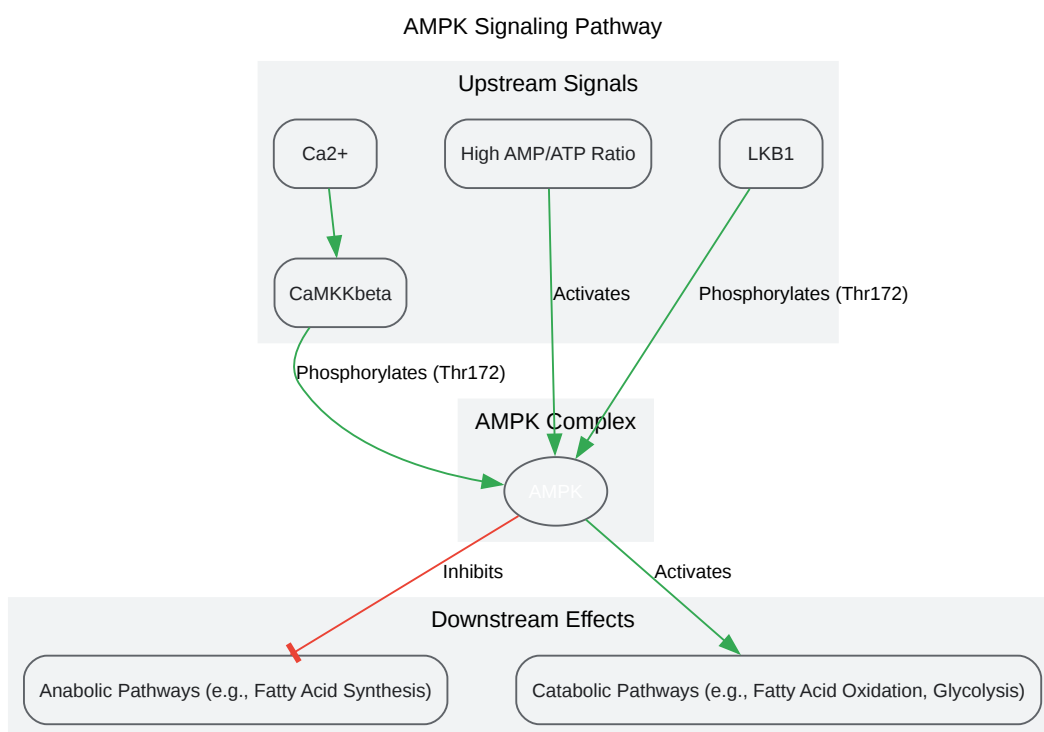 AMPK Signaling Pathway
Upstream Signals
Ca2+
High AMP/ATP Ratio
LKB1
CaMKKbeta
Activates
Phosphorylates (Thr172)
Phosphorylates (Thr172)
AMPK Complex
AMPK
Inhibits
Activates
Downstream Effects
Anabolic Pathways (e.g., Fatty Acid Synthesis)
Catabolic Pathways (e.g., Fatty Acid Oxidation, Glycolysis)